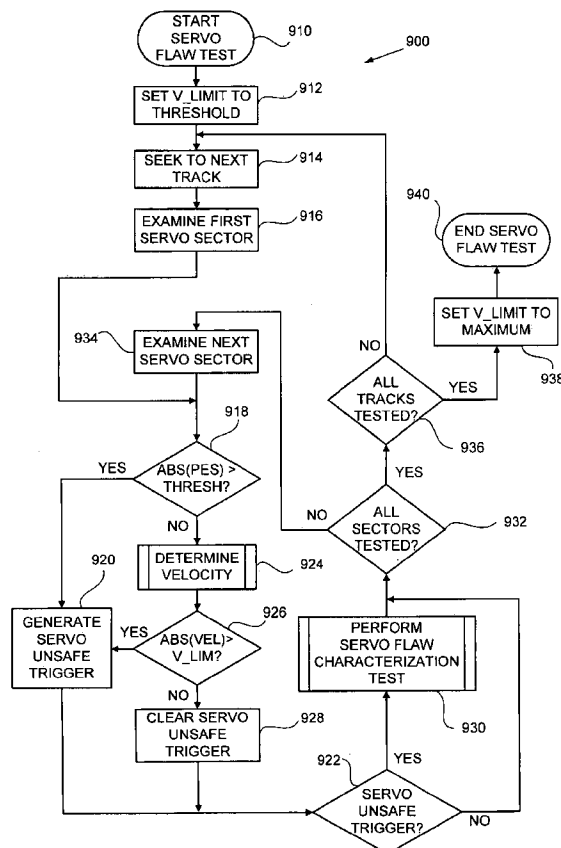 START
SERVO
FLAW TEST
910
900
SET V_LIMIT TO
THRESHOLD
912
SEEK TO NEXT
TRACK
914
EXAMINE FIRST
SERVO SECTOR
916
940
END SERVO
FLAW TEST
SET V_LIMIT TO
MAXIMUM
938
934
EXAMINE NEXT
SERVO SECTOR
NO
ALL
TRACKS
TESTED?
YES
936
918
YES
ABS(PES) >
THRESH?
NO
YES
NO
ALL
SECTORS
TESTED?
932
DETERMINE
VELOCITY
924
920
GENERATE
SERVO
UNSAFE
TRIGGER
YES
926
ABS(VEL)>
V_LIM?
NO
PERFORM
SERVO FLAW
CHARACTERIZATION
TEST
930
CLEAR SERVO
UNSAFE
TRIGGER
928
922
YES
SERVO
UNSAFE
TRIGGER?
NO